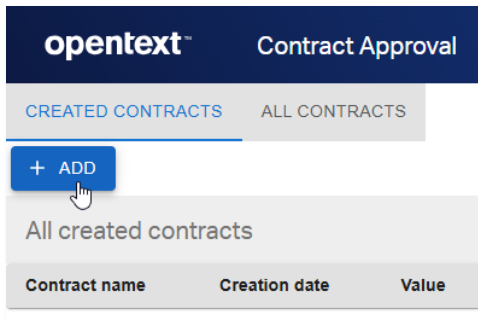 opentext™ Contract Approval
CREATED CONTRACTS ALL CONTRACTS
+ ADD
All created contracts
Contract name Creation date Value